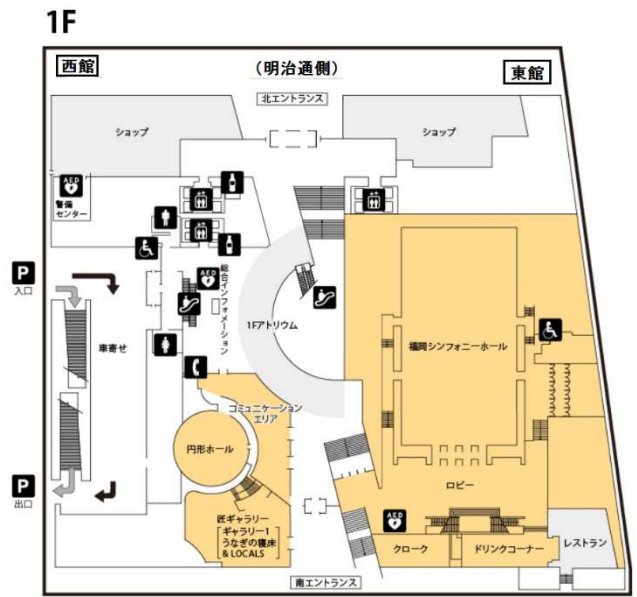 1F
西館
（明治通側）
東館
北エントランス
ショップ
ショップ
AED
警備
センター
P
入口
AED
総合インフォメーション
1Fアトリウム
車寄せ
福岡シンフォニーホール
コミュニケーション
エリア
円形ホール
P
出口
ロビー
匠ギャラリー
ギャラリー1
うなぎの寝床
& LOCALS
AED
クローク
ドリンクコーナー
レストラン
南エントランス